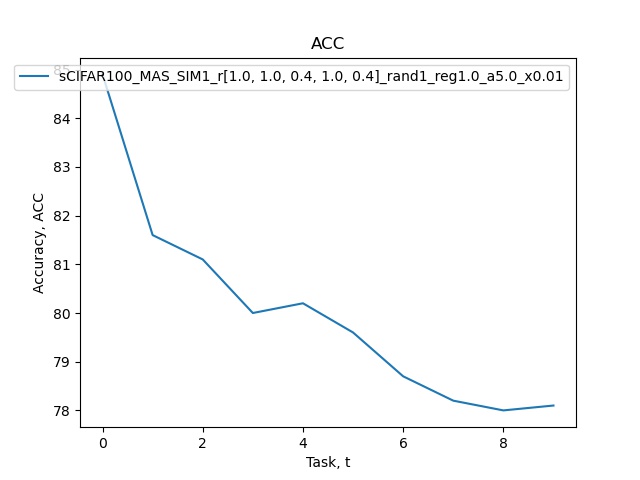 ACC
85
sCIFAR100_MAS_SIM1_r[1.0, 1.0, 0.4, 1.0, 0.4]_rand1_reg1.0_a5.0_x0.01
84
83
82
81
80
79
78
Accuracy, ACC
0 2 4 6 8
Task, t